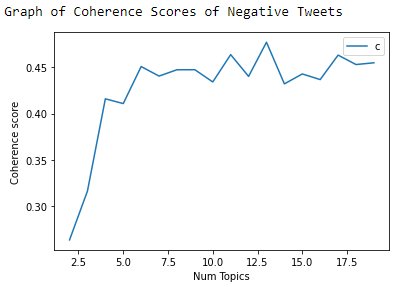 Graph of Coherence Scores of Negative Tweets
c
0.45
0.40
0.35
0.30
Coherence score
2.5 5.0 7.5 10.0 12.5 15.0 17.5
Num Topics